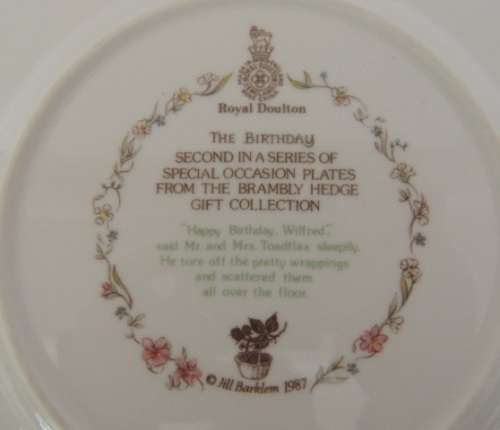 Royal Doulton
THE BIRTHDAY
SECOND IN A SERIES OF
SPECIAL OCCASION PLATES
FROM THE BRAMBLY HEDGE
GIFT COLLECTION
"Happy Birthday, Wilfred",
said Mr. and Mrs. Toadflax sleepily.
He tore off the pretty wrappings
and scattered them
all over the floor.
© Jill Barklem 1987